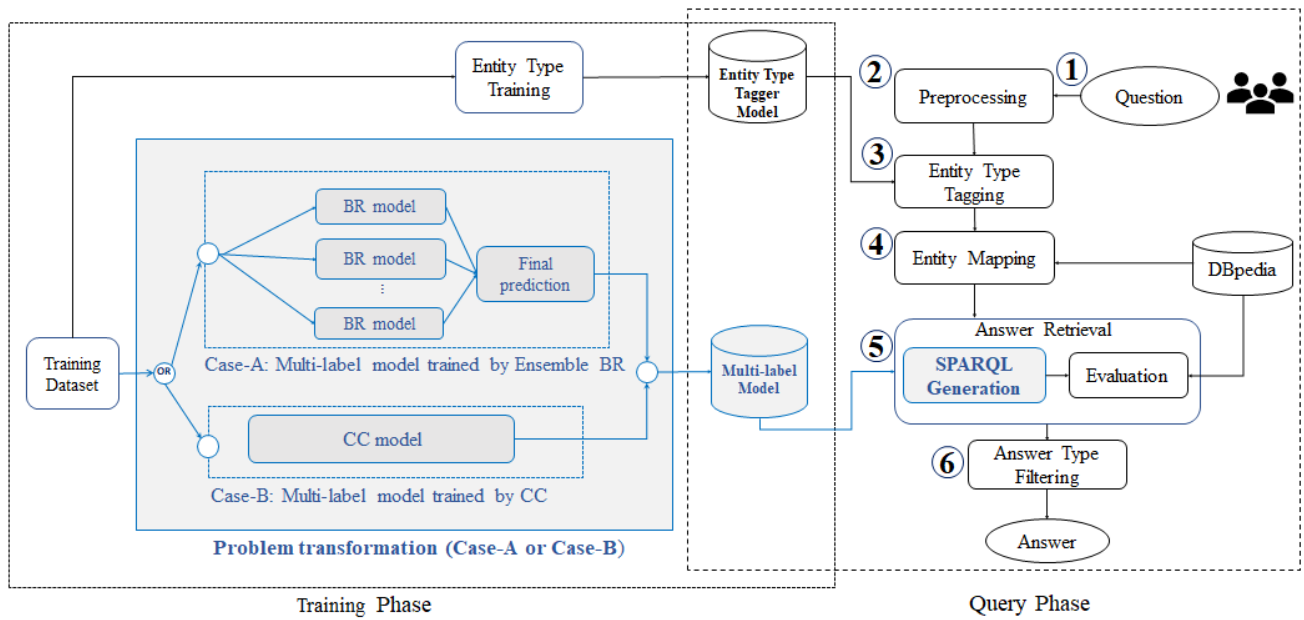 Entity Type
Training
Entity Type
Tagger
Model
2
Preprocessing
1
Question
3
Entity Type
Tagging
BR model
BR model
⋮
BR model
Final
prediction
4
Entity Mapping
DBpedia
Case-A: Multi-label model trained by Ensemble BR
Training
Dataset
OR
CC model
Case-B: Multi-label model trained by CC
Problem transformation (Case-A or Case-B)
Multi-label
Model
5
Answer Retrieval
SPARQL
Generation
Evaluation
6
Answer Type
Filtering
Answer
Training Phase
Query Phase